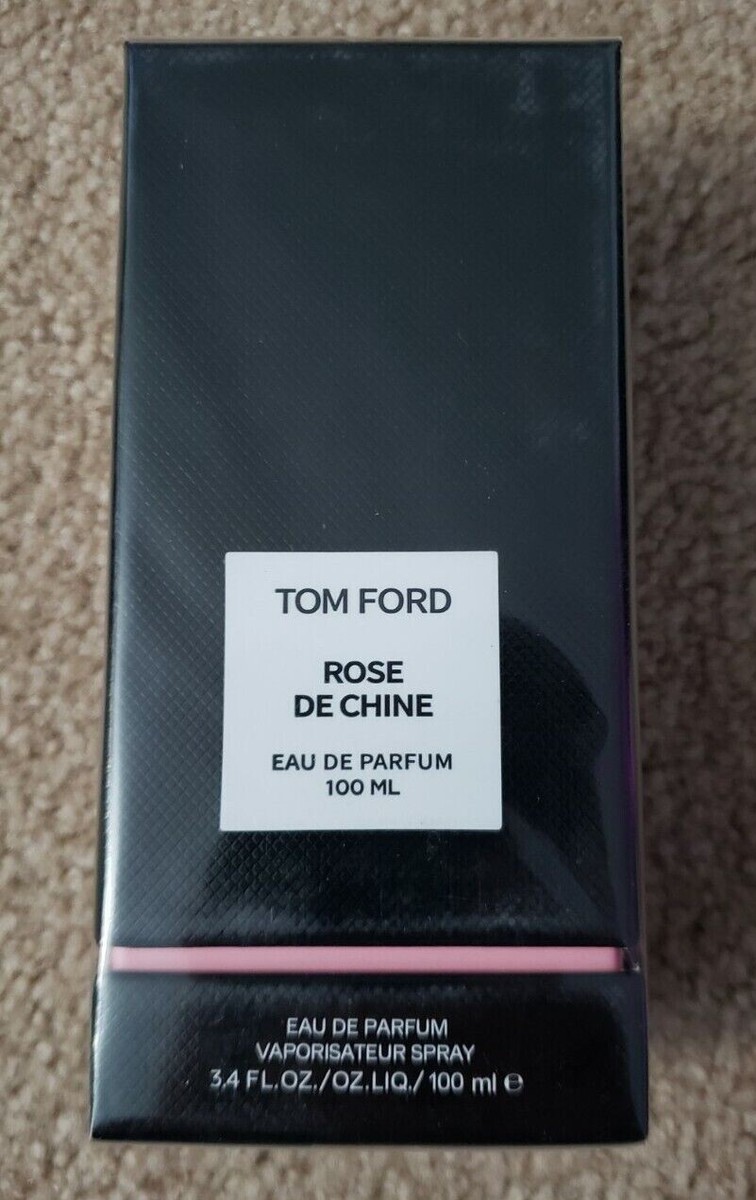 TOM FORD
ROSE
DE CHINE
EAU DE PARFUM
100 ML
EAU DE PARFUM
VAPORISATEUR SPRAY
3.4 FL.OZ./OZ.LIQ./ 100 ml ℮